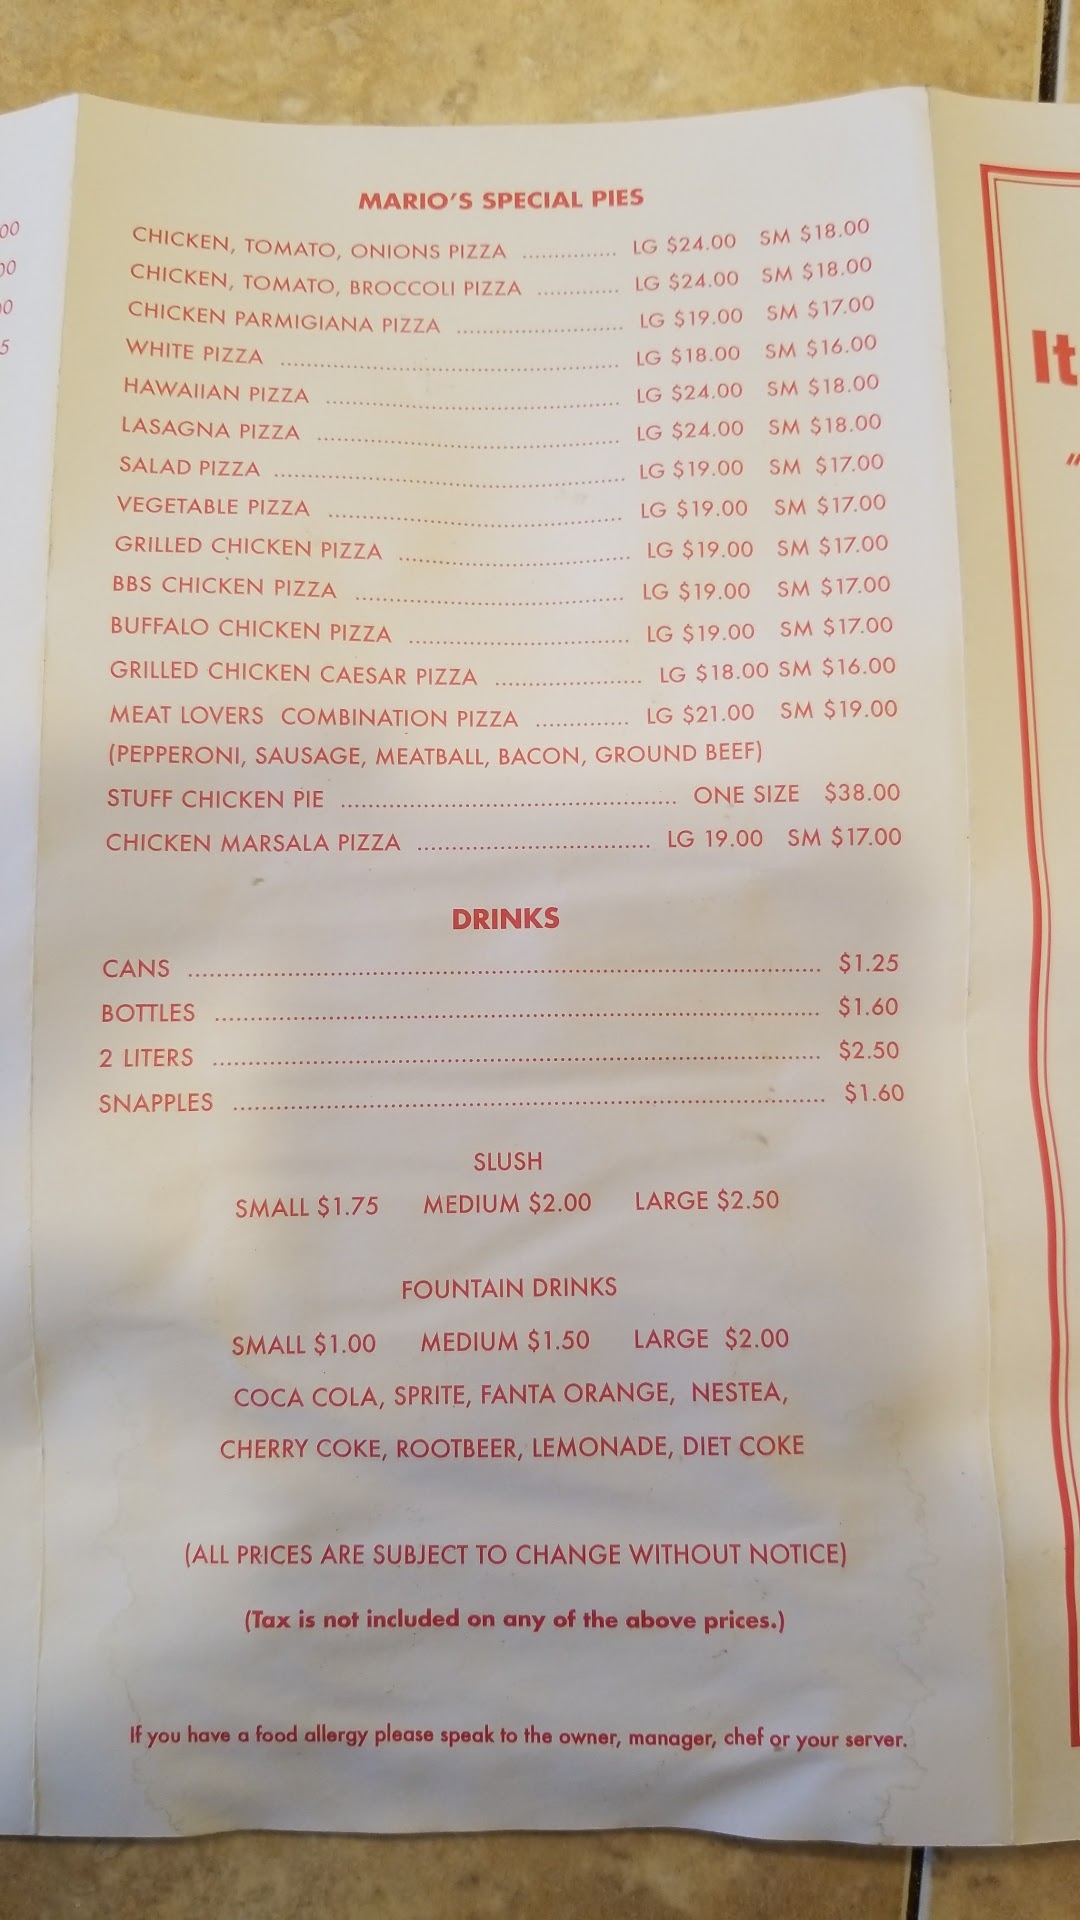 00
00
00
5
MARIO'S SPECIAL PIES
CHICKEN, TOMATO, ONIONS PIZZA ............... LG $24.00 SM $18.00
CHICKEN, TOMATO, BROCCOLI PIZZA ............. LG $24.00 SM $18.00
CHICKEN PARMIGIANA PIZZA .......................... LG $19.00 SM $17.00
WHITE PIZZA ...................................................... LG $18.00 SM $16.00
HAWAIIAN PIZZA ............................................... LG $24.00 SM $18.00
LASAGNA PIZZA ................................................ LG $24.00 SM $18.00
SALAD PIZZA ....................................................... LG $19.00 SM $17.00
VEGETABLE PIZZA .............................................. LG $19.00 SM $17.00
GRILLED CHICKEN PIZZA .................................... LG $19.00 SM $17.00
BBS CHICKEN PIZZA .......................................... LG $19.00 SM $17.00
BUFFALO CHICKEN PIZZA ................................... LG $19.00 SM $17.00
GRILLED CHICKEN CAESAR PIZZA ....................... LG $18.00 SM $16.00
MEAT LOVERS COMBINATION PIZZA ............... LG $21.00 SM $19.00
(PEPPERONI, SAUSAGE, MEATBALL, BACON, GROUND BEEF)
STUFF CHICKEN PIE ..................................................... ONE SIZE $38.00
CHICKEN MARSALA PIZZA ..................................... LG 19.00 SM $17.00
DRINKS
CANS .................................................................................................... $1.25
BOTTLES ............................................................................................... $1.60
2 LITERS ................................................................................................ $2.50
SNAPPLES ............................................................................................. $1.60
SLUSH
SMALL $1.75 MEDIUM $2.00 LARGE $2.50
FOUNTAIN DRINKS
SMALL $1.00 MEDIUM $1.50 LARGE $2.00
COCA COLA, SPRITE, FANTA ORANGE, NESTEA,
CHERRY COKE, ROOTBEER, LEMONADE, DIET COKE
(ALL PRICES ARE SUBJECT TO CHANGE WITHOUT NOTICE)
(Tax is not included on any of the above prices.)
If you have a food allergy please speak to the owner, manager, chef or your server.
It
"